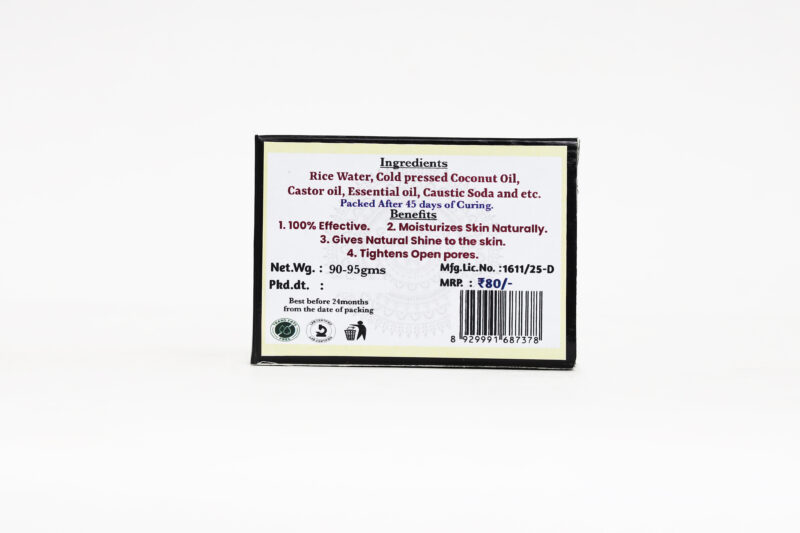 Ingredients
Rice Water, Cold pressed Coconut Oil,
Castor oil, Essential oil, Caustic Soda and etc.
Packed After 45 days of Curing.
Benefits
1. 100% Effective. 2. Moisturizes Skin Naturally.
3. Gives Natural Shine to the skin.
4. Tightens Open pores.
Net.Wg. : 90-95gms
Pkd.dt. :
Mfg.Lic.No. :1611/25-D
MRP. : ₹80/-
Best before 24months
from the date of packing
8 929991 687378